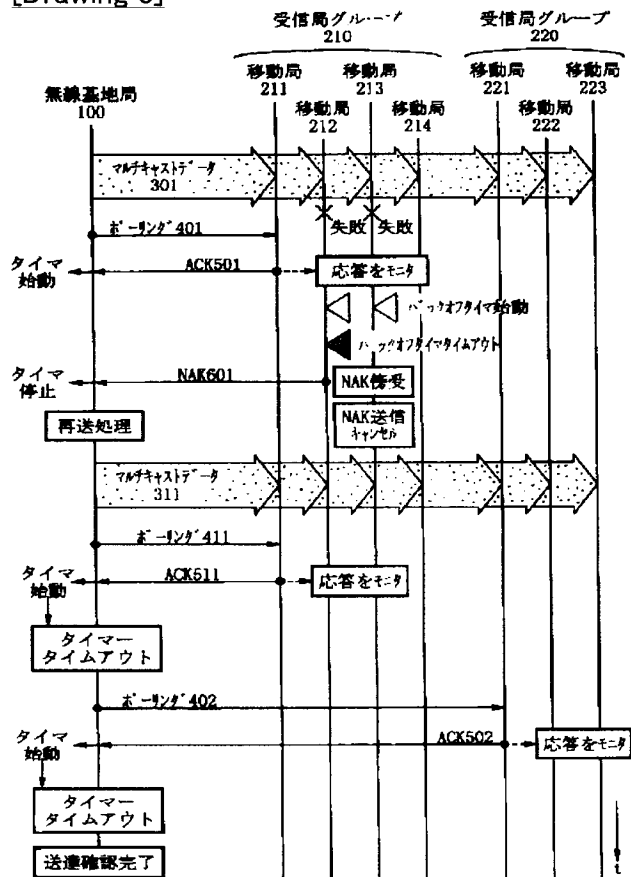 [Drawing
受信局グループ
210
受信局グループ
220
無線基地局
100
移動局
211
移動局
212
移動局
213
移動局
214
移動局
221
移動局
222
移動局
223
マルチキャストデータ
301
失敗
失敗
ポーリング401
タイマ
始動
ACK501
応答をモニタ
バックオフタイマ始動
バックオフタイマタイムアウト
タイマ
停止
NAK601
NAK傍受
再送処理
NAK送信
キャンセル
マルチキャストデータ
311
ポーリング411
タイマ
始動
ACK511
応答をモニタ
タイマー
タイムアウト
ポーリング402
タイマ
始動
ACK502
応答をモニタ
タイマー
タイムアウト
送達確認完了
t